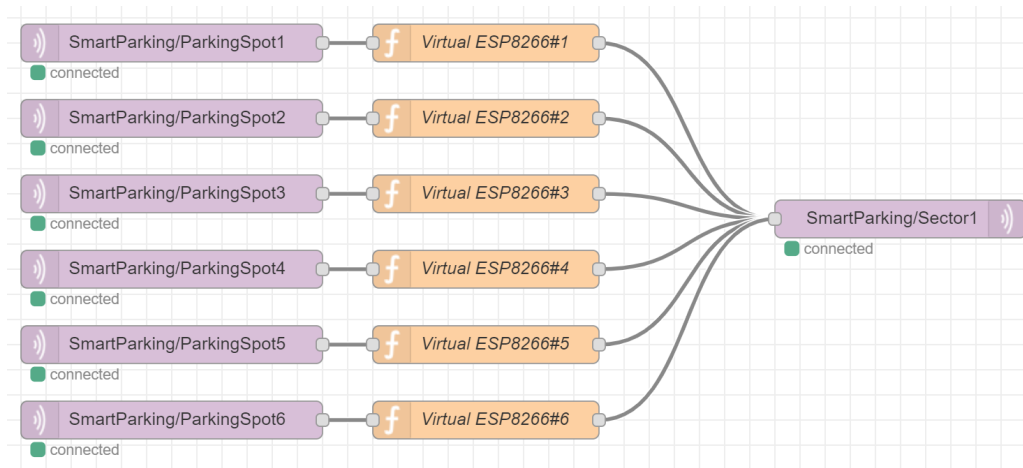 SmartParking/ParkingSpot1
Virtual ESP8266#1
connected
SmartParking/ParkingSpot2
Virtual ESP8266#2
connected
SmartParking/ParkingSpot3
Virtual ESP8266#3
SmartParking/Sector1
connected
connected
SmartParking/ParkingSpot4
Virtual ESP8266#4
connected
SmartParking/ParkingSpot5
Virtual ESP8266#5
connected
SmartParking/ParkingSpot6
Virtual ESP8266#6
connected